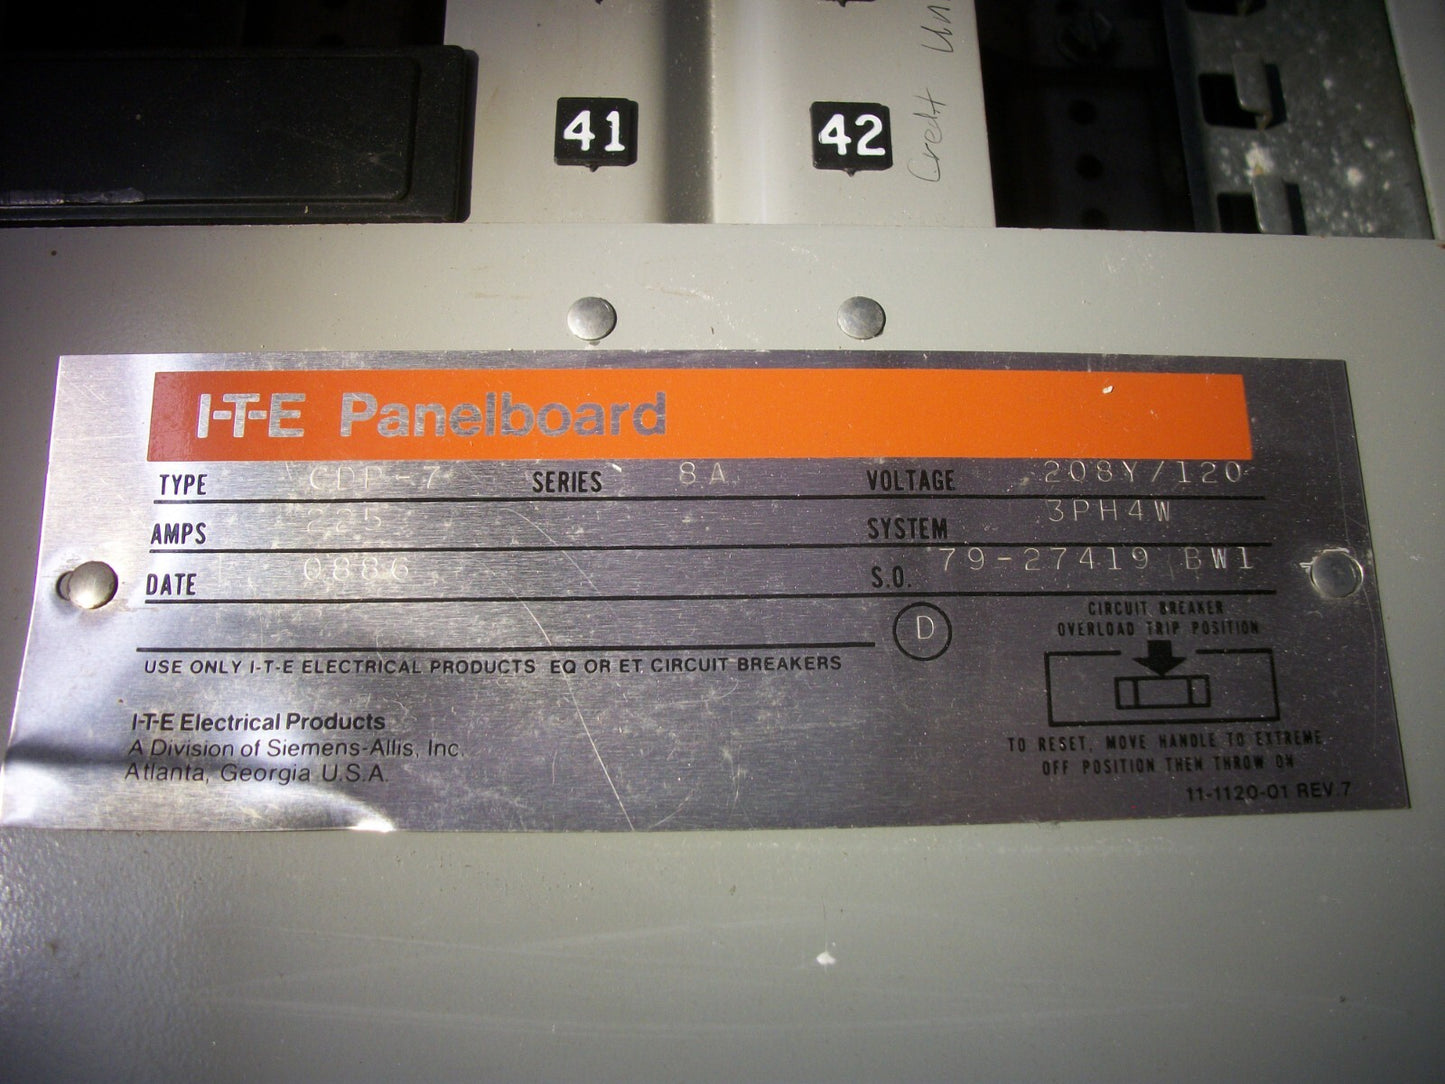 41 42 Credit Un.
I-T-E Panelboard
TYPE CDP-7 SERIES 8A VOLTAGE 208Y/120
AMPS 225 SYSTEM 3PH4W
DATE 0886 S.O. 79-27419 BW1
D
USE ONLY I-T-E ELECTRICAL PRODUCTS EQ OR ET CIRCUIT BREAKERS
I-T-E Electrical Products
A Division of Siemens-Allis, Inc.
Atlanta, Georgia U.S.A.
CIRCUIT BREAKER
OVERLOAD TRIP POSITION
TO RESET, MOVE HANDLE TO EXTREME
OFF POSITION THEN THROW ON
11-1120-01 REV.7